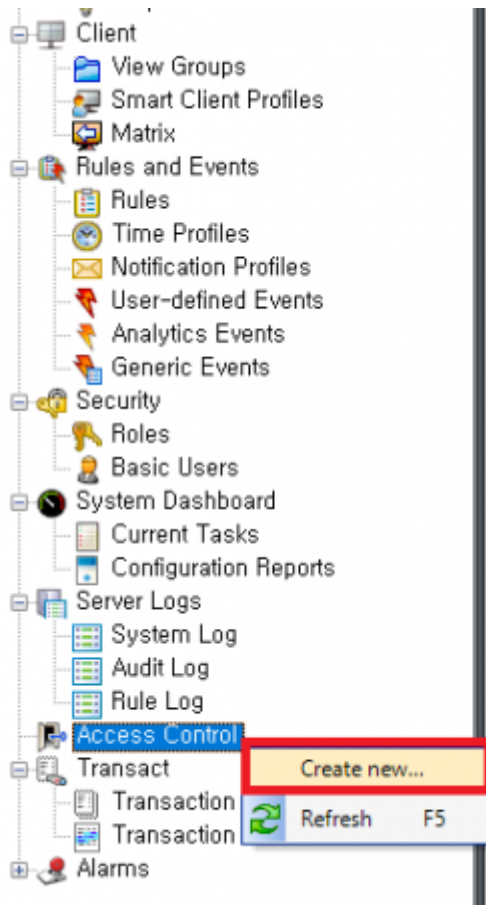 Client
View Groups
Smart Client Profiles
Matrix
Rules and Events
Rules
Time Profiles
Notification Profiles
User-defined Events
Analytics Events
Generic Events
Security
Roles
Basic Users
System Dashboard
Current Tasks
Configuration Reports
Server Logs
System Log
Audit Log
Rule Log
Access Control
Create new...
Transact
Transaction
Refresh F5
Transaction
Alarms